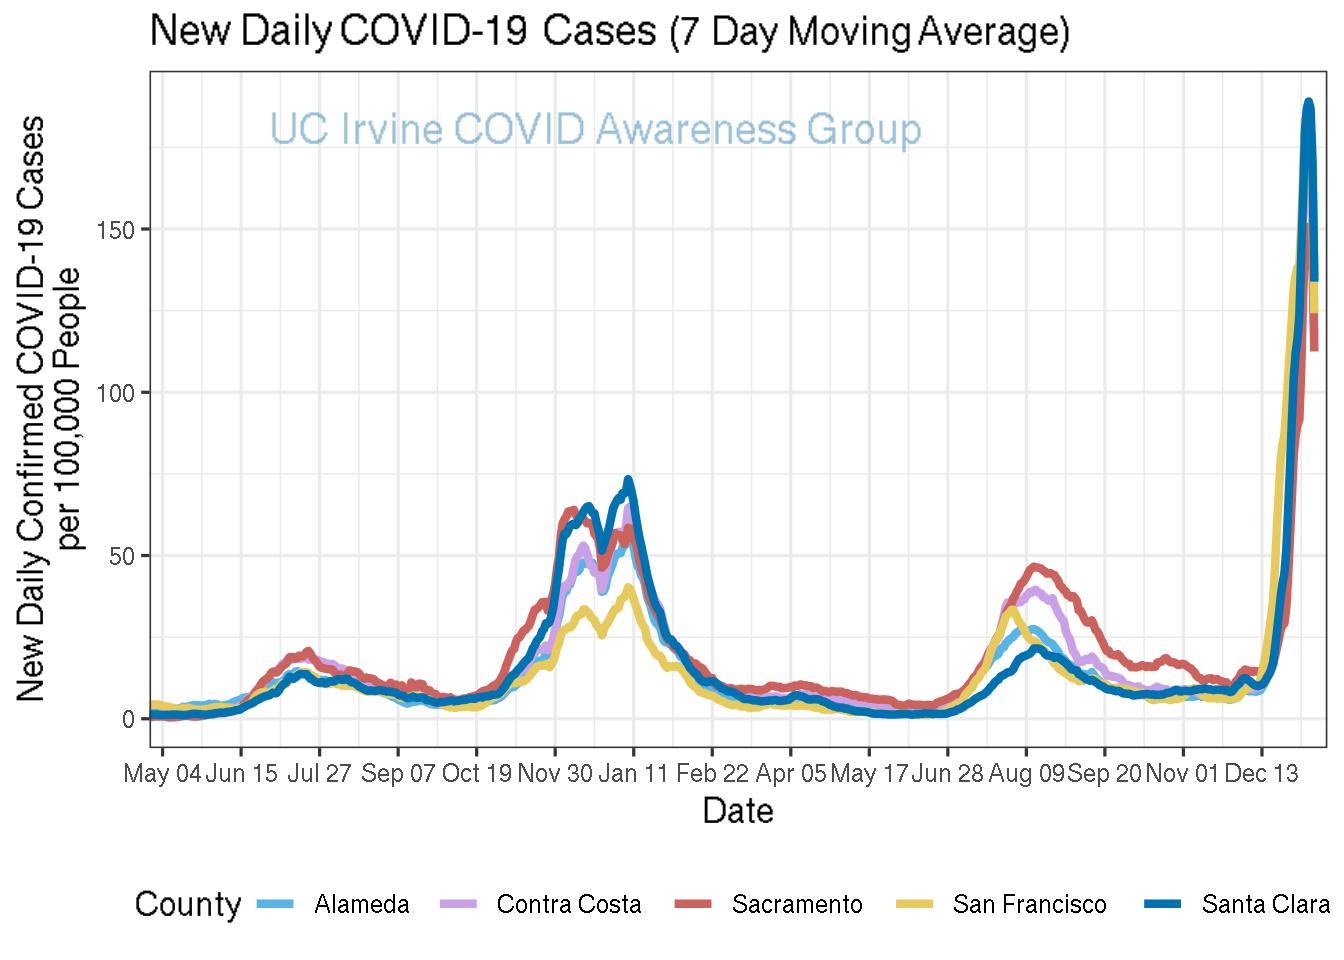 New Daily COVID-19 Cases (7 Day Moving Average)
UC Irvine COVID Awareness Group
New Daily Confirmed COVID-19 Cases
per 100,000 People
150
100
50
0
May 04 Jun 15 Jul 27 Sep 07 Oct 19 Nov 30 Jan 11 Feb 22 Apr 05 May 17 Jun 28 Aug 09 Sep 20 Nov 01 Dec 13
Date
County Alameda Contra Costa Sacramento San Francisco Santa Clara